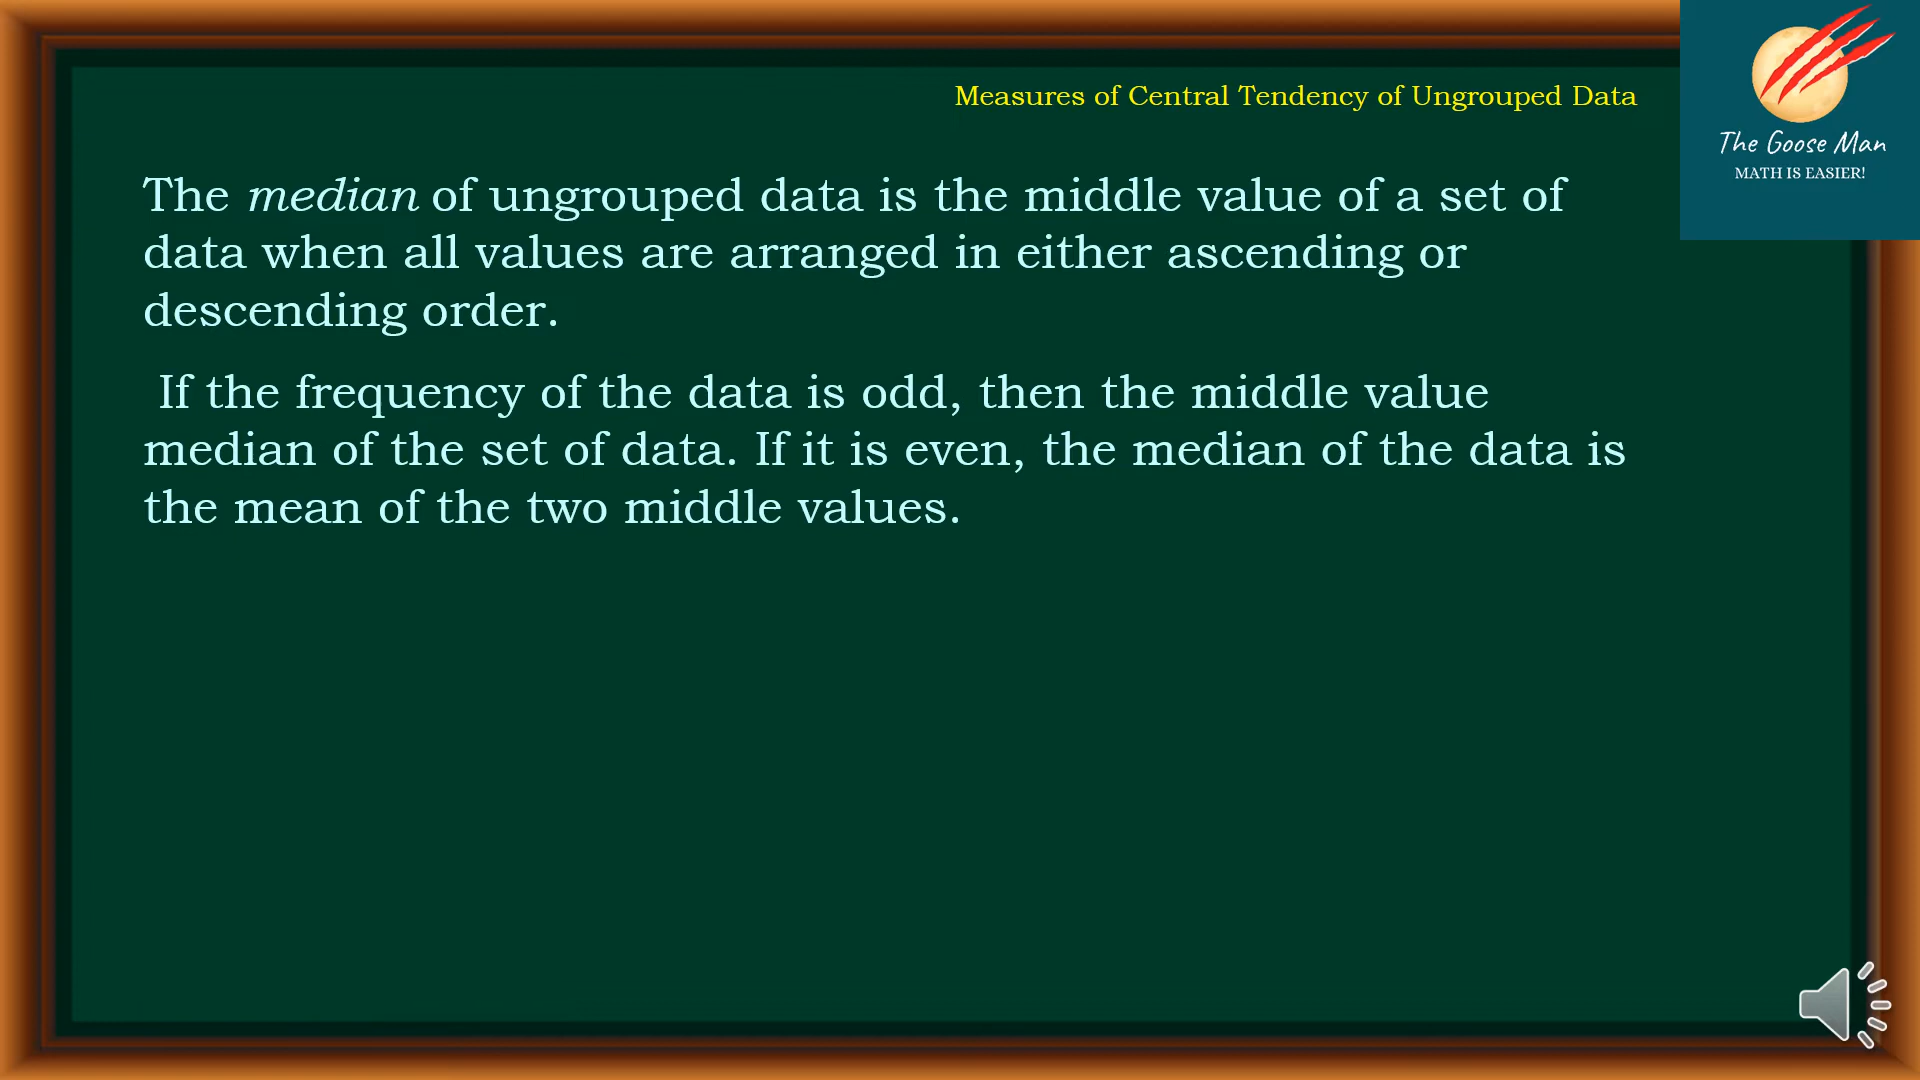 Measures of Central Tendency of Ungrouped Data
The Goose Man
MATH IS EASIER!
The median of ungrouped data is the middle value of a set of
data when all values are arranged in either ascending or
descending order.
If the frequency of the data is odd, then the middle value
median of the set of data. If it is even, the median of the data is
the mean of the two middle values.